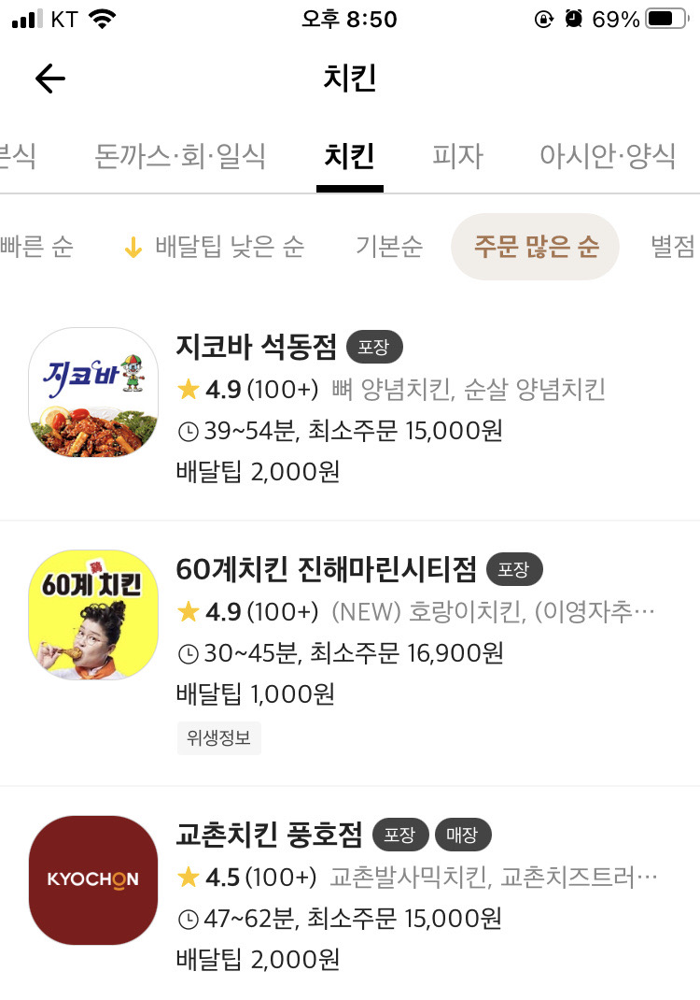 KT 오후 8:50 69%
치킨
분식 돈까스·회·일식 치킨 피자 아시안·양식
빠른 순 배달팁 낮은 순 기본순 주문 많은 순 별점
지코바
지코바 석동점 포장
4.9 (100+) 뼈 양념치킨, 순살 양념치킨
39~54분, 최소주문 15,000원
배달팁 2,000원
60계 鷄 치킨
60계치킨 진해마린시티점 포장
4.9 (100+) (NEW) 호랑이치킨, (이영자추…
30~45분, 최소주문 16,900원
배달팁 1,000원
위생정보
KYOCHON
교촌치킨 풍호점 포장 매장
4.5 (100+) 교촌발사믹치킨, 교촌치즈트러…
47~62분, 최소주문 15,000원
배달팁 2,000원